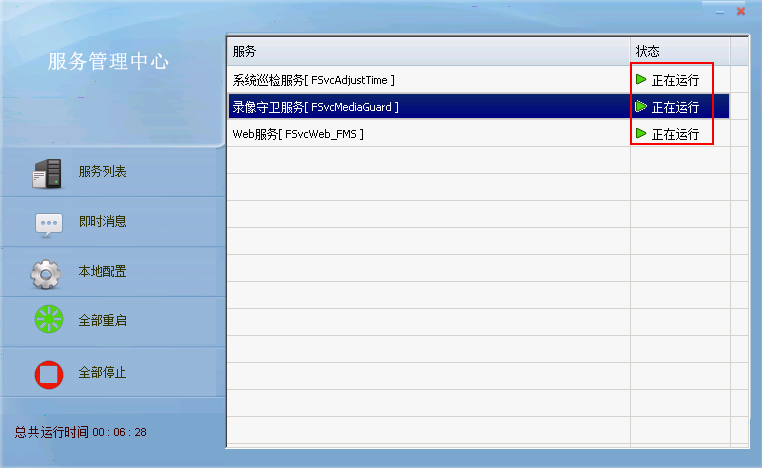 服务管理中心
服务 状态
系统巡检服务[ FSvcAdjustTime ] 正在运行
录像守卫服务[ FSvcMediaGuard ] 正在运行
Web服务[ FSvcWeb_FMS ] 正在运行
服务列表
即时消息
本地配置
全部重启
全部停止
总共运行时间 00 : 06 : 28